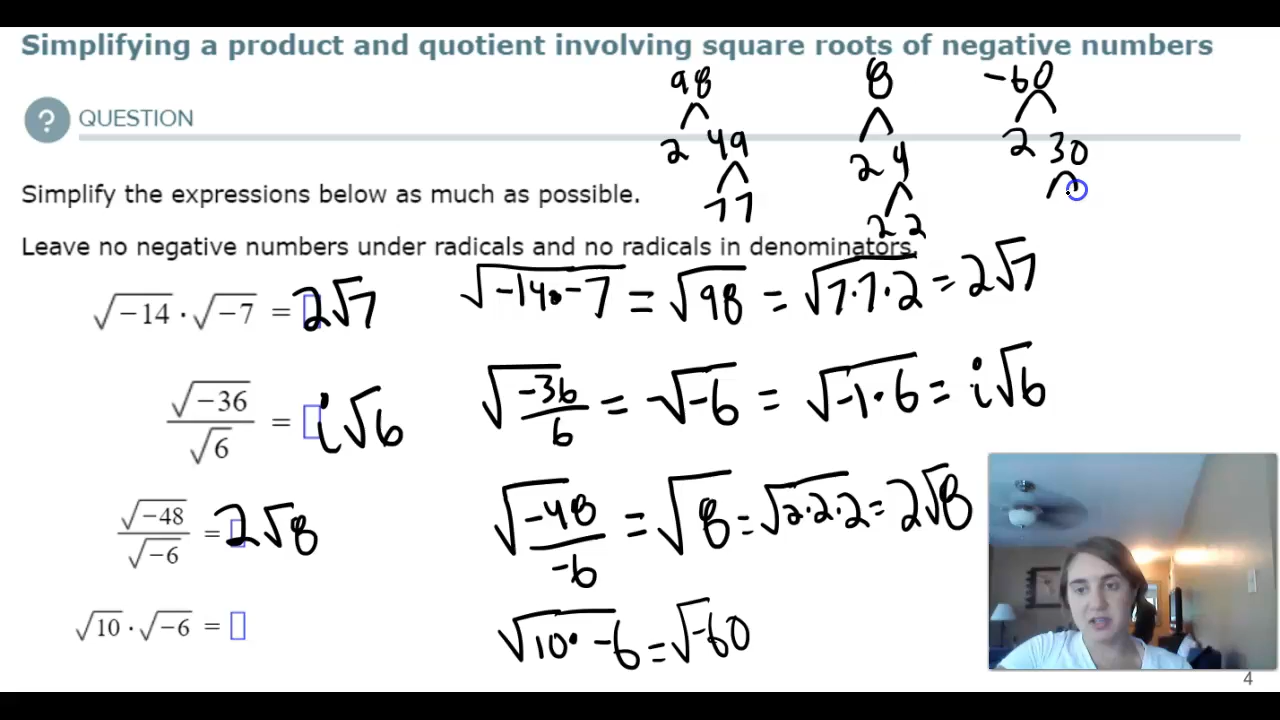 Simplifying a product and quotient involving square roots of negative numbers
98 8 -60
? QUESTION
2 49 2 4 2 30
Simplify the expressions below as much as possible.
7 7 2 2
Leave no negative numbers under radicals and no radicals in denominators.
√-14 · √-7 = 2√7 √-14·-7 = √98 = √7·7·2 = 2√7
√-36/√6 = i√6 √-36/6 = √-6 = √-1·6 = i√6
√-48/√-6 = 2√8 √-48/-6 = √8 = √2·2·2 = 2√8
√10 · √-6 = √10·-6 = √-60
4